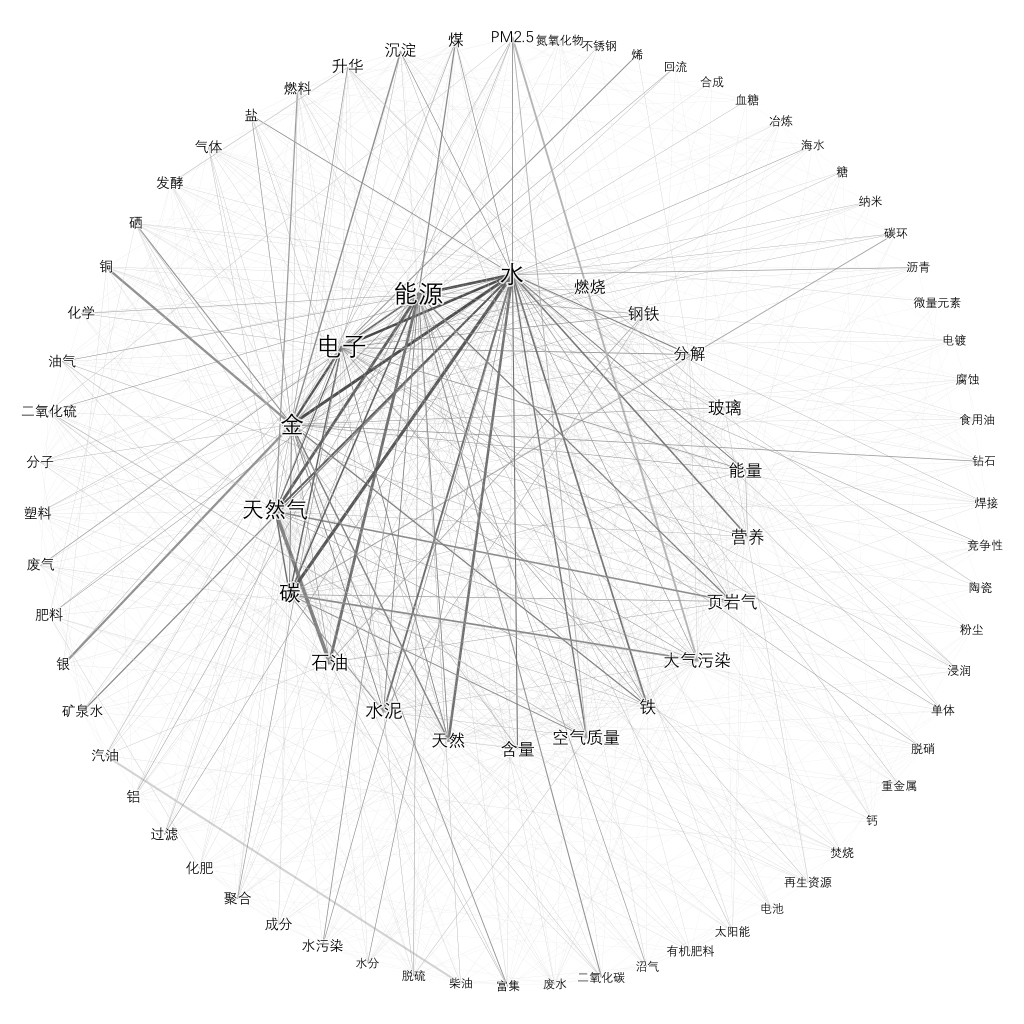 PM2.5
氮氧化物
不锈钢
烯
回流
合成
血糖
冶炼
海水
糖
纳米
碳环
沥青
微量元素
电镀
腐蚀
食用油
钻石
焊接
竞争性
陶瓷
粉尘
浸润
单体
脱硝
重金属
钙
焚烧
再生资源
电池
太阳能
有机肥料
沼气
二氧化碳
废水
富集
柴油
脱硫
水分
水污染
成分
聚合
化肥
过滤
铝
汽油
矿泉水
银
肥料
废气
塑料
分子
二氧化硫
油气
化学
铜
硒
发酵
气体
盐
燃料
升华
沉淀
煤
水
燃烧
钢铁
分解
玻璃
能量
营养
页岩气
大气污染
铁
空气质量
含量
天然
水泥
石油
碳
天然气
金
电子
能源